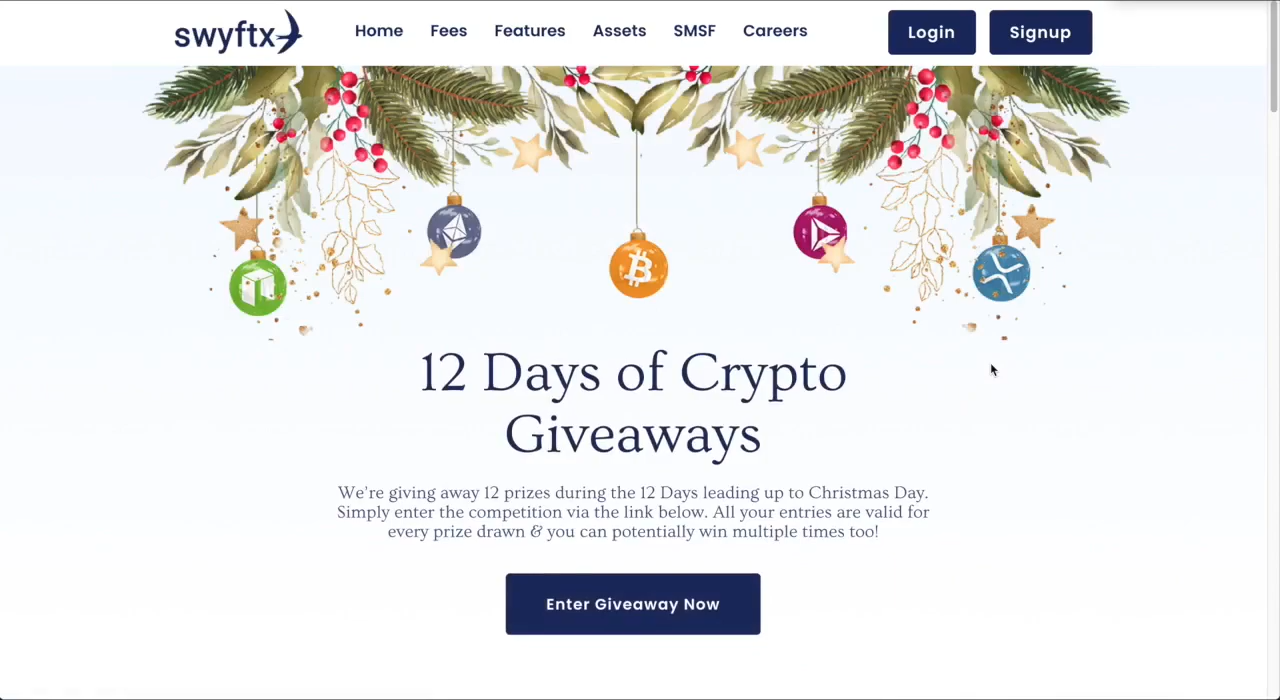 swyftx
Home Fees Features Assets SMSF Careers Login Signup
12 Days of Crypto
Giveaways
We're giving away 12 prizes during the 12 Days leading up to Christmas Day.
Simply enter the competition via the link below. All your entries are valid for
every prize drawn & you can potentially win multiple times too!
Enter Giveaway Now